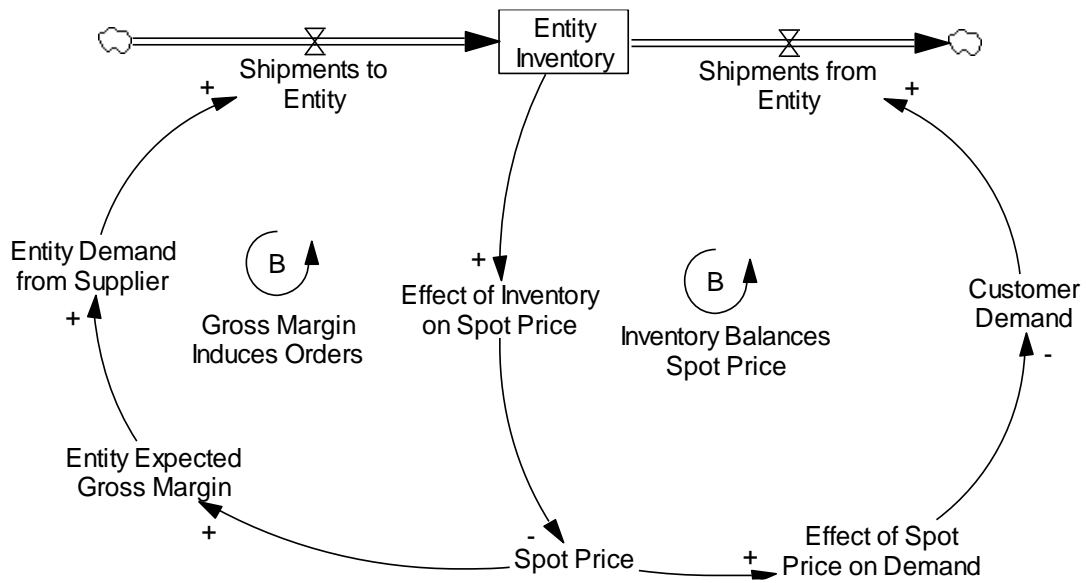 Entity
Inventory
Shipments to
Entity
Shipments from
Entity
+
+
Entity Demand
from Supplier
B
Gross Margin
Induces Orders
+
Effect of Inventory
on Spot Price
B
Inventory Balances
Spot Price
Customer
Demand
+
-
Entity Expected
Gross Margin
+
-
Spot Price
+
Effect of Spot
Price on Demand